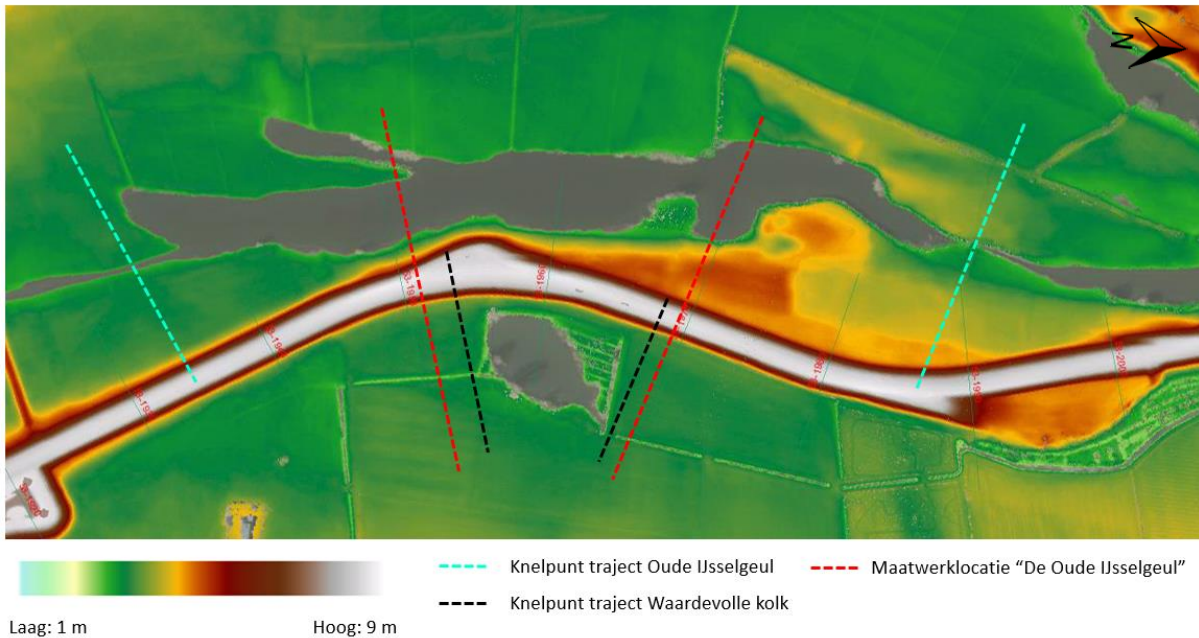 N
Knelpunt traject Oude IJsselgeul
Maatwerklocatie “De Oude IJsselgeul”
Knelpunt traject Waardevolle kolk
Laag: 1 m
Hoog: 9 m